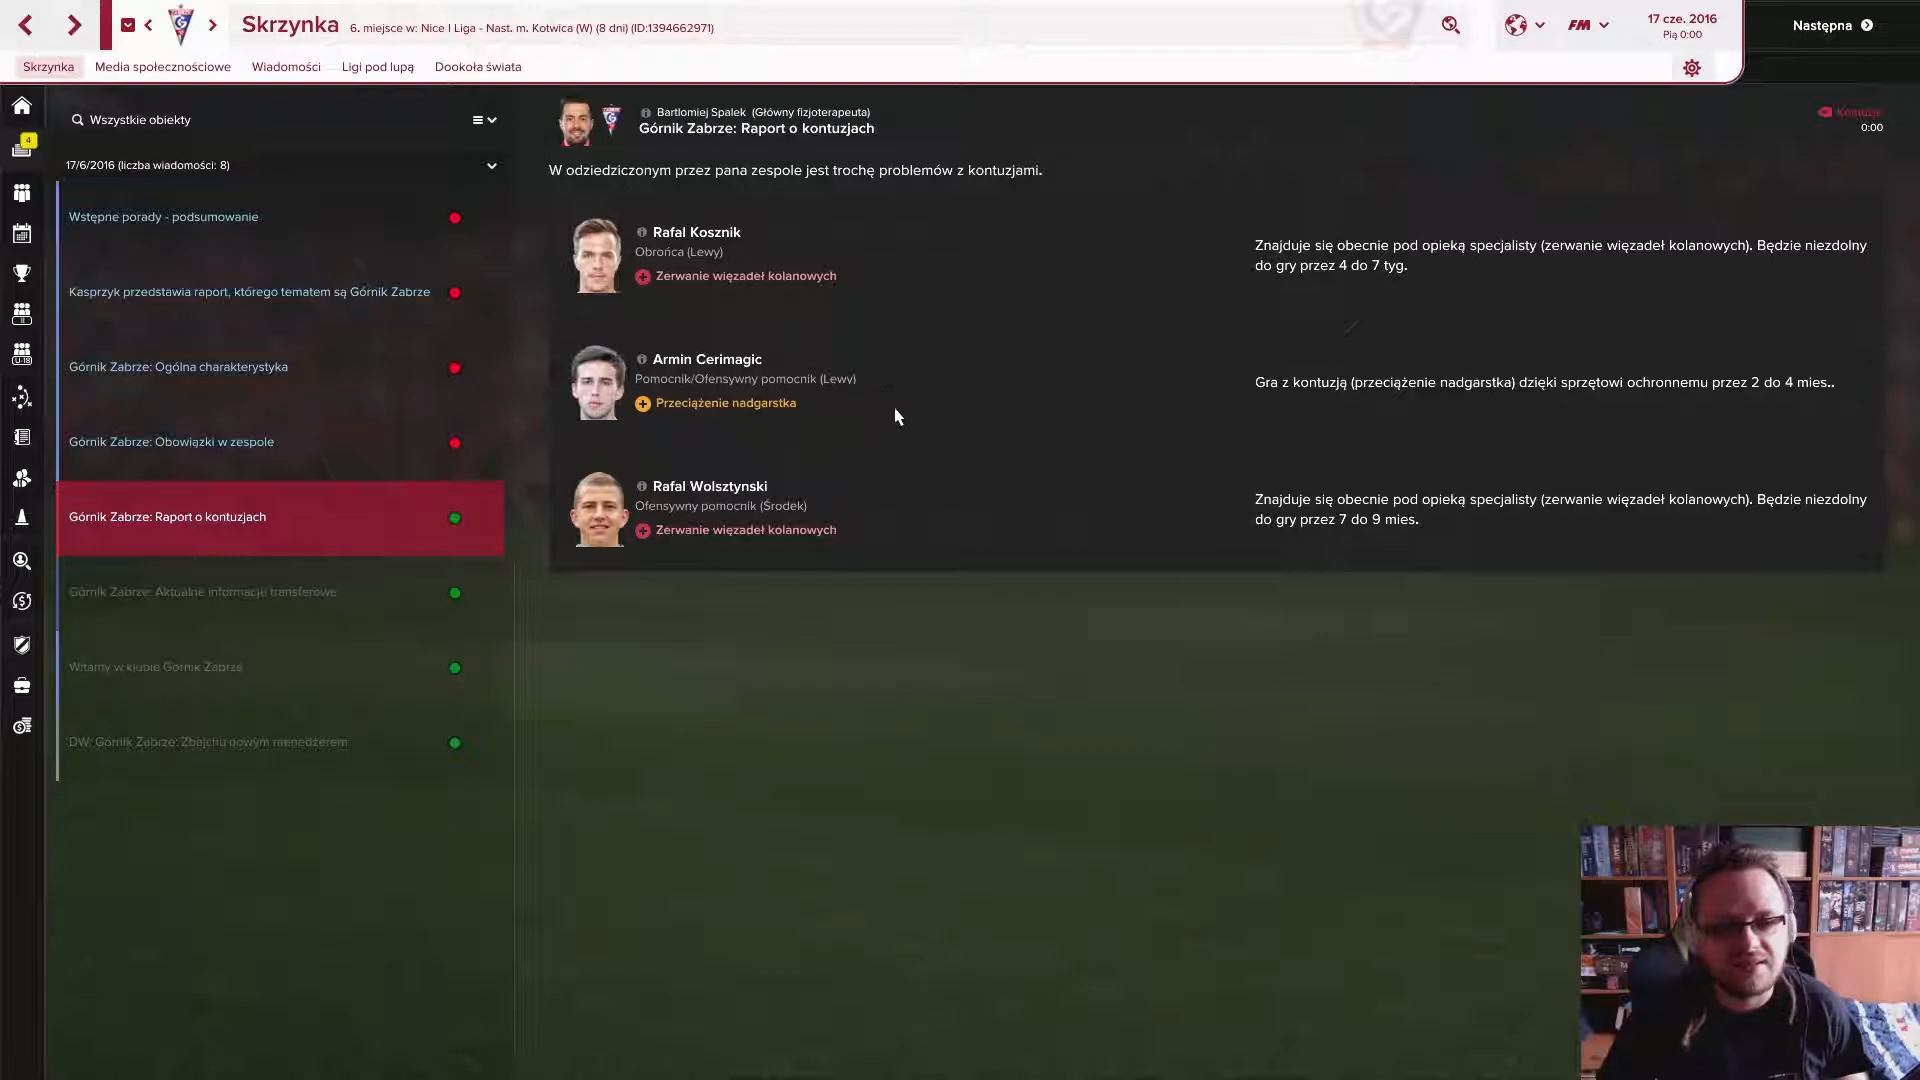 Skrzynka
6. miejsce w: Nice I Liga - Nast. m. Kotwica (W) (8 dni) (ID:1394662971)
FM
17 cze. 2016
Pią 0:00
Następna
Skrzynka
Media społecznościowe
Wiadomości
Ligi pod lupą
Dookoła świata
4
Wszystkie obiekty
17/6/2016 (liczba wiadomości: 8)
Wstępne porady - podsumowanie
Kasprzyk przedstawia raport, którego tematem są Górnik Zabrze
Górnik Zabrze: Ogólna charakterystyka
Górnik Zabrze: Obowiązki w zespole
Górnik Zabrze: Raport o kontuzjach
Górnik Zabrze: Aktualne informacje transferowe
Witamy w klubie Górnik Zabrze
DW: Górnik Zabrze: Zbajchu nowym menedżerem
II
U-18
Bartlomiej Spalek (Główny fizjoterapeuta)
Górnik Zabrze: Raport o kontuzjach
Kontuzje
0:00
W odziedziczonym przez pana zespole jest trochę problemów z kontuzjami.
Rafal Kosznik
Obrońca (Lewy)
Zerwanie więzadeł kolanowych
Znajduje się obecnie pod opieką specjalisty (zerwanie więzadeł kolanowych). Będzie niezdolny
do gry przez 4 do 7 tyg.
Armin Cerimagic
Pomocnik/Ofensywny pomocnik (Lewy)
Przeciążenie nadgarstka
Gra z kontuzją (przeciążenie nadgarstka) dzięki sprzętowi ochronnemu przez 2 do 4 mies..
Rafal Wolsztynski
Ofensywny pomocnik (Środek)
Zerwanie więzadeł kolanowych
Znajduje się obecnie pod opieką specjalisty (zerwanie więzadeł kolanowych). Będzie niezdolny
do gry przez 7 do 9 mies.